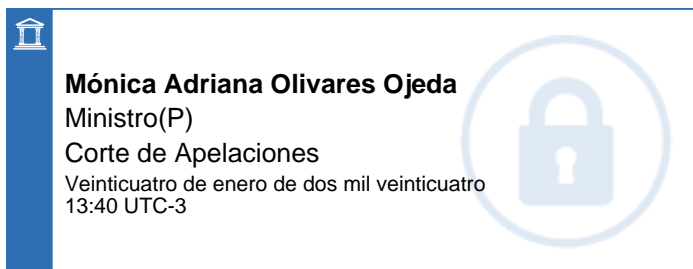 Mónica Adriana Olivares Ojeda
Ministro(P)
Corte de Apelaciones
Veinticuatro de enero de dos mil veinticuatro
13:40 UTC-3